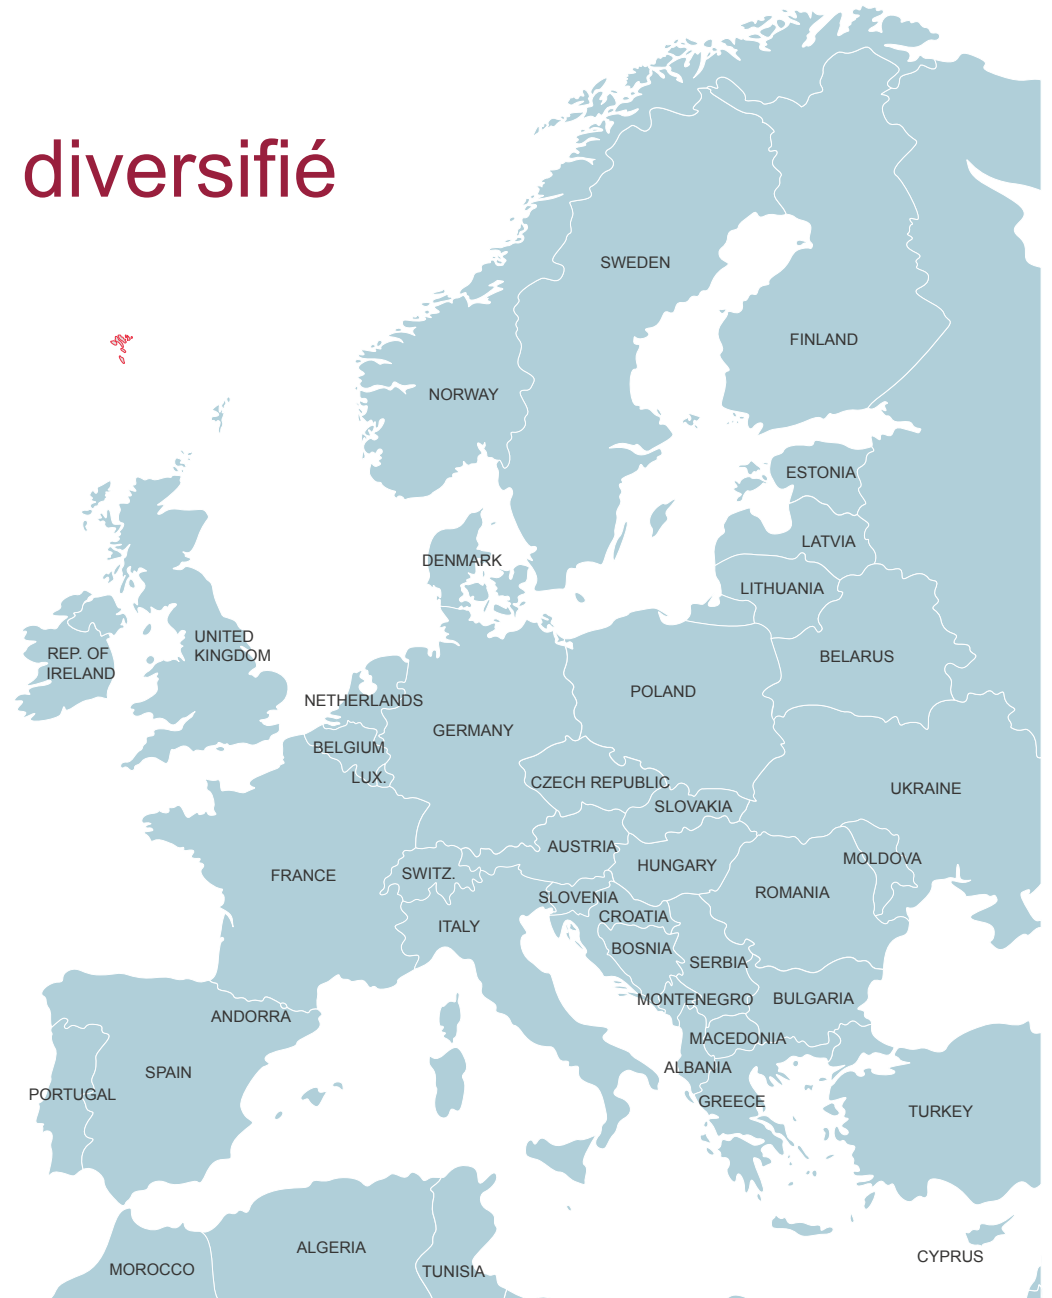 diversifié
SWEDEN
FINLAND
NORWAY
ESTONIA
LATVIA
DENMARK
LITHUANIA
UNITED
KINGDOM
REP. OF
IRELAND
BELARUS
POLAND
NETHERLANDS
GERMANY
BELGIUM
LUX.
CZECH REPUBLIC
UKRAINE
SLOVAKIA
AUSTRIA
MOLDOVA
HUNGARY
FRANCE
SWITZ.
ROMANIA
SLOVENIA
CROATIA
ITALY
BOSNIA
SERBIA
MONTENEGRO
BULGARIA
ANDORRA
MACEDONIA
ALBANIA
SPAIN
PORTUGAL
GREECE
TURKEY
ALGERIA
CYPRUS
MOROCCO
TUNISIA